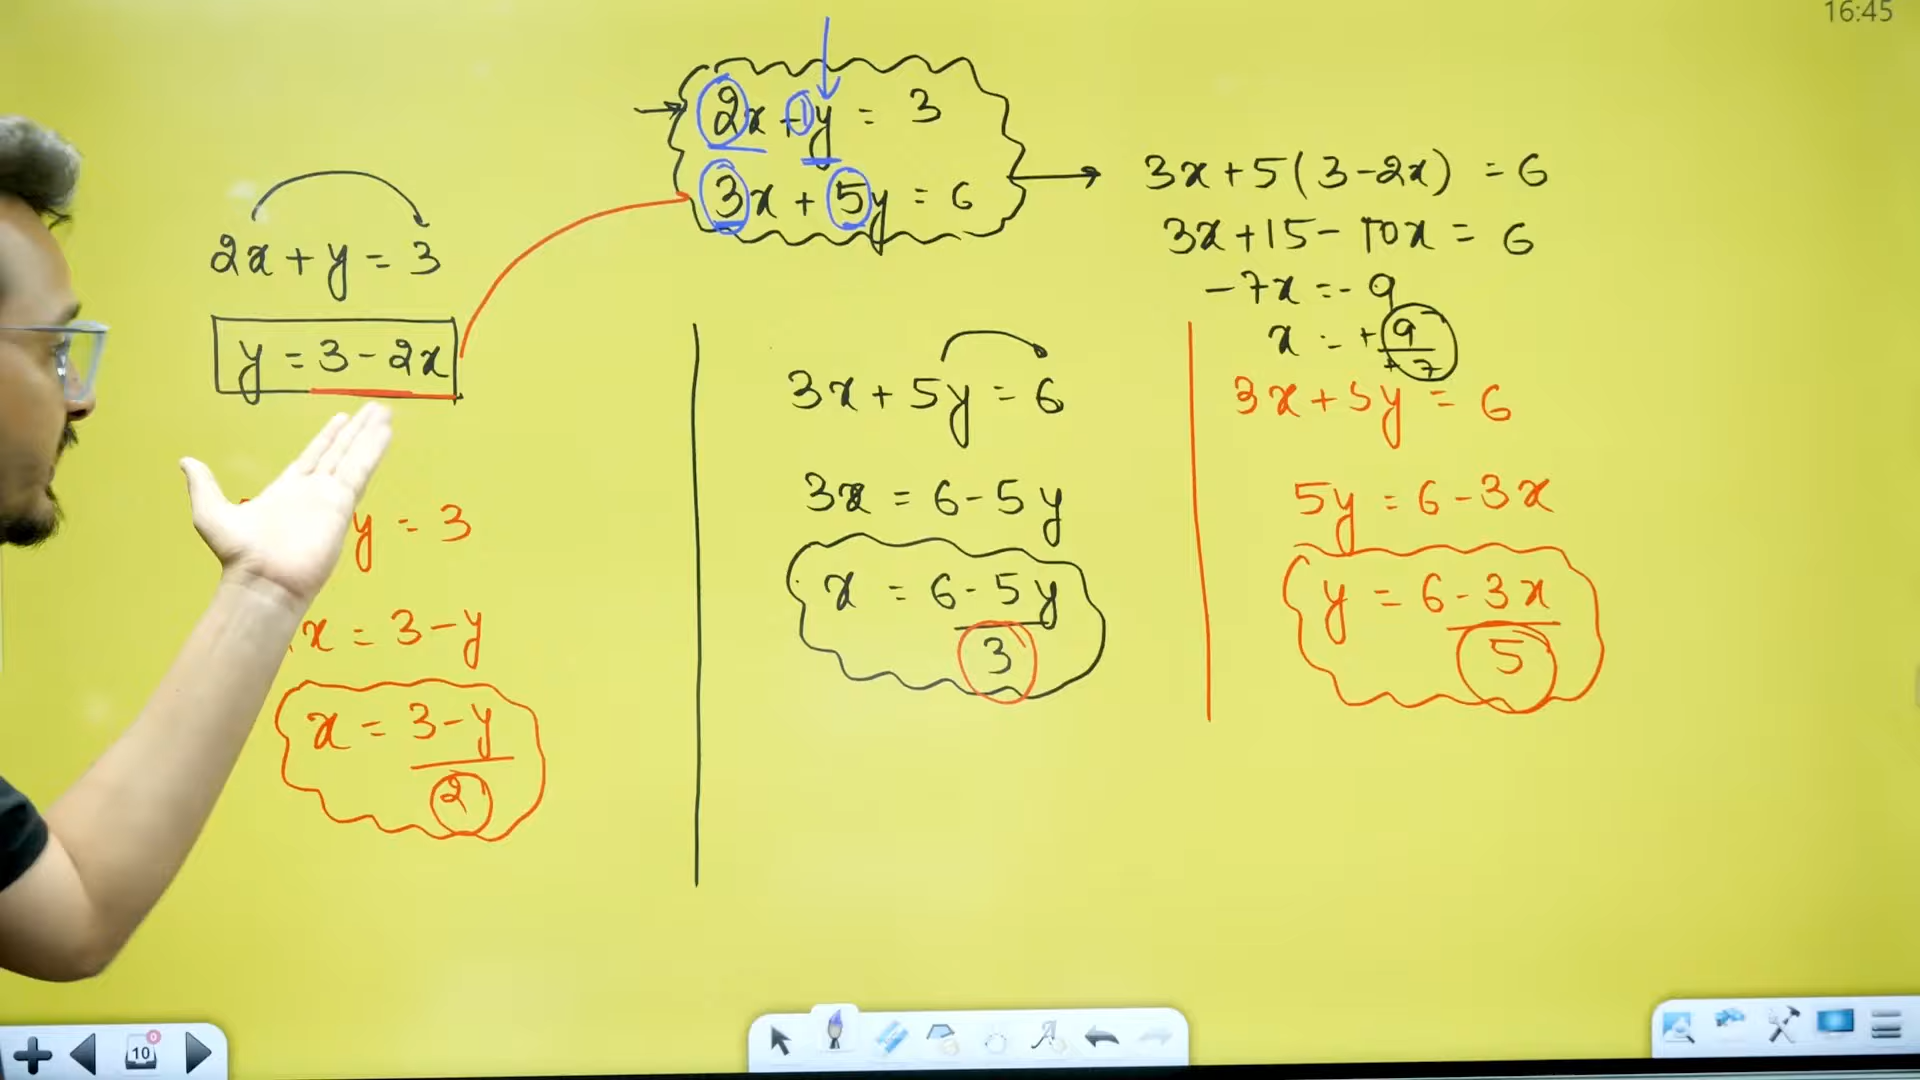 16:45
2x + 1y = 3
3x + 5y = 6
2x + y = 3
y = 3 - 2x
y = 3
x = 3 - y
x = 3 - y
2
3x + 5y = 6
3x = 6 - 5y
x = 6 - 5y
3
3x + 5(3 - 2x) = 6
3x + 15 - 10x = 6
-7x = -9
x = +9
+7
3x + 5y = 6
5y = 6 - 3x
y = 6 - 3x
5
10
0
A